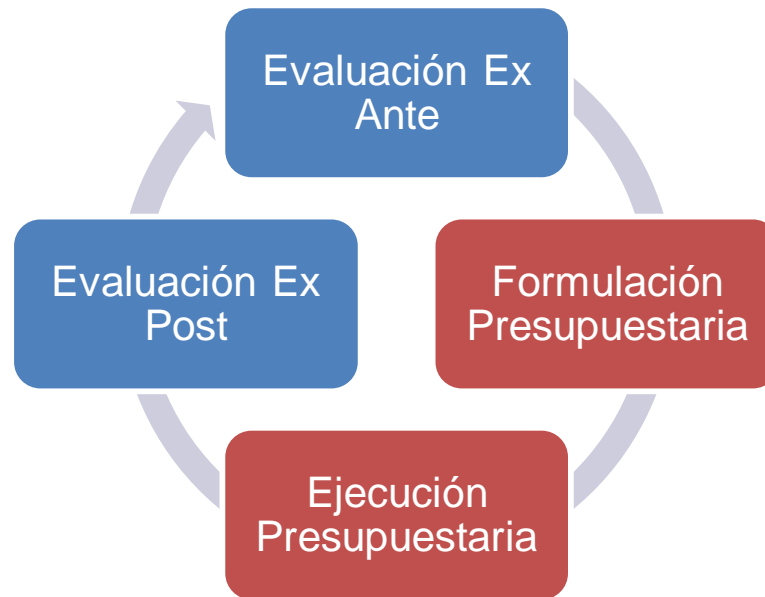 Evaluación Ex
Ante
Formulación
Presupuestaria
Ejecución
Presupuestaria
Evaluación Ex
Post